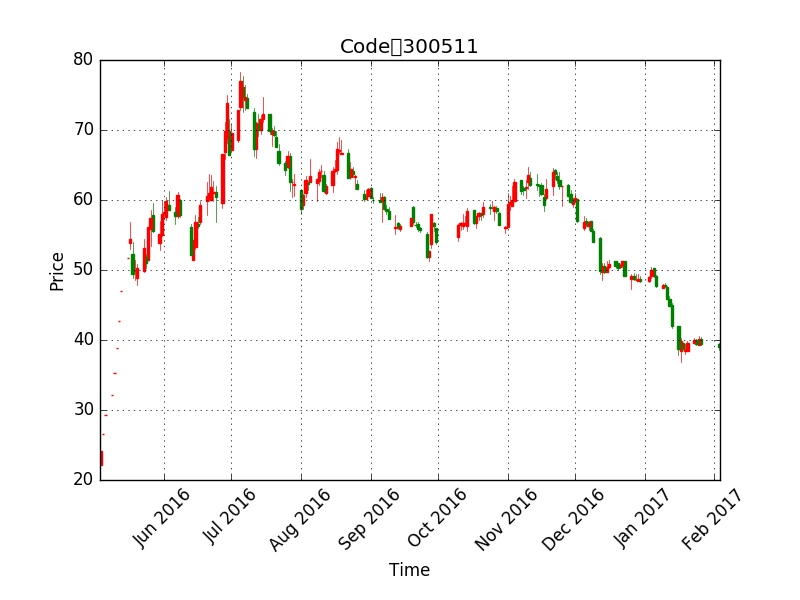 Code：300511
80
70
60
50
40
30
20
Price
Jun 2016
Jul 2016
Aug 2016
Sep 2016
Oct 2016
Nov 2016
Dec 2016
Jan 2017
Feb 2017
Time